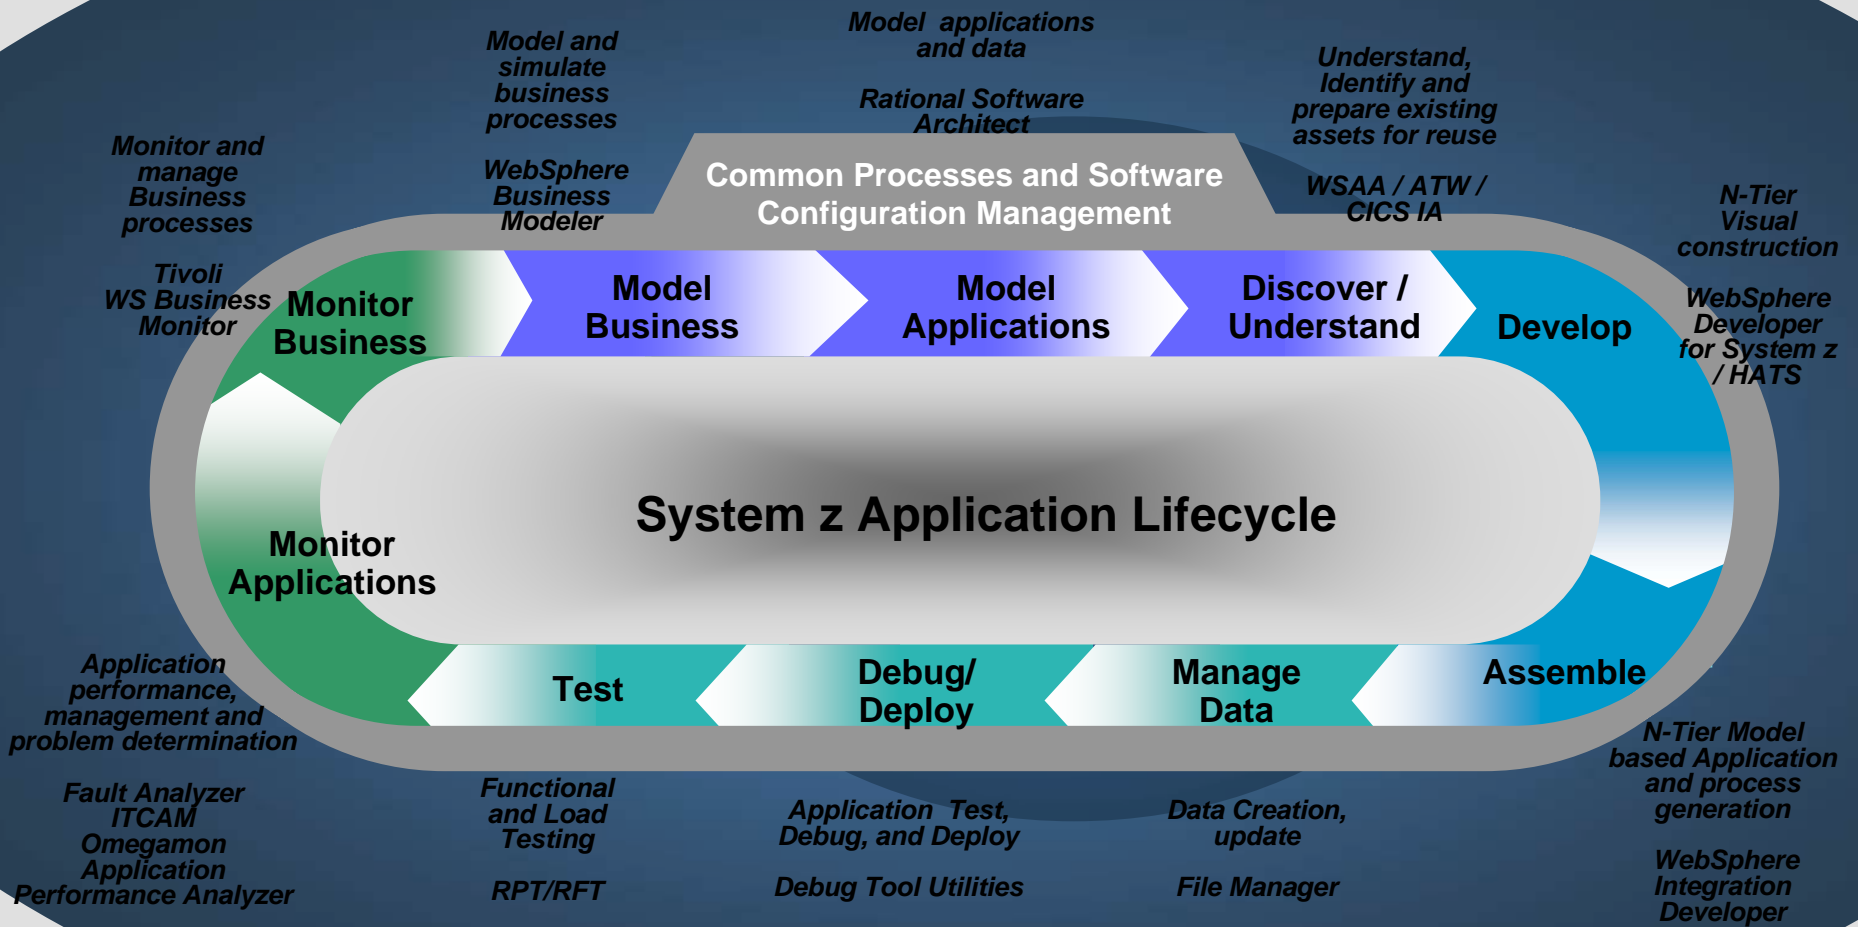 Model and
simulate
business
processes
WebSphere
Business
Modeler
Model applications
and data
Rational Software
Architect
Understand,
Identify and
prepare existing
assets for reuse
WSAA / ATW /
CICS IA
Monitor and
manage
Business
processes
Tivoli
WS Business
Monitor
N-Tier
Visual
construction
WebSphere
Developer
for System z
/ HATS
Common Processes and Software
Configuration Management
Monitor
Business
Model
Business
Model
Applications
Discover /
Understand
Develop
System z Application Lifecycle
Monitor
Applications
Test
Debug/
Deploy
Manage
Data
Assemble
Application
performance,
management and
problem determination
Fault Analyzer
ITCAM
Omegamon
Application
Performance Analyzer
Functional
and Load
Testing
RPT/RFT
Application Test,
Debug, and Deploy
Debug Tool Utilities
Data Creation,
update
File Manager
N-Tier Model
based Application
and process
generation
WebSphere
Integration
Developer